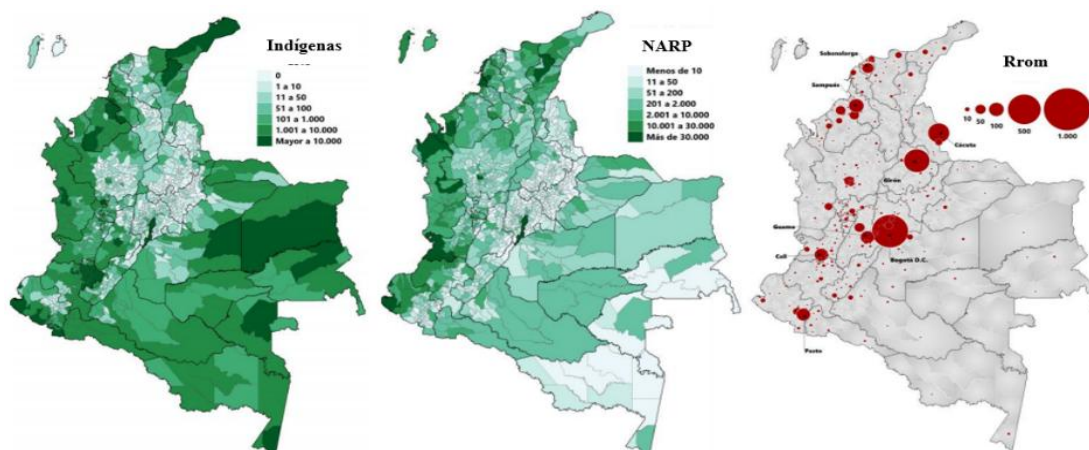 Indígenas
0
1 a 10
11 a 50
51 a 100
101 a 1.000
1.001 a 10.000
Mayor a 10.000
NARP
Menos de 10
11 a 50
51 a 200
201 a 2.000
2.001 a 10.000
10.001 a 30.000
Más de 30.000
Rrom
10
50
100
500
1.000
Sabanalarga
Sampués
Cúcuta
Girón
Bogotá D.C.
Cali
Pasto